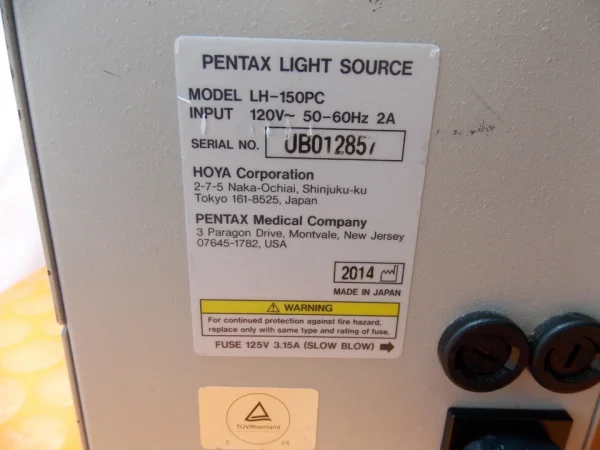 PENTAX LIGHT SOURCE
MODEL LH-150PC
INPUT 120V~ 50-60Hz 2A
SERIAL NO. UB012857
HOYA Corporation
2-7-5 Naka-Ochiai, Shinjuku-ku
Tokyo 161-8525, Japan
PENTAX Medical Company
3 Paragon Drive, Montvale, New Jersey
07645-1782, USA
2014
MADE IN JAPAN
⚠ WARNING
For continued protection against fire hazard,
replace only with same type and rating of fuse.
FUSE 125V 3.15A (SLOW BLOW) ➡
TÜVRheinland